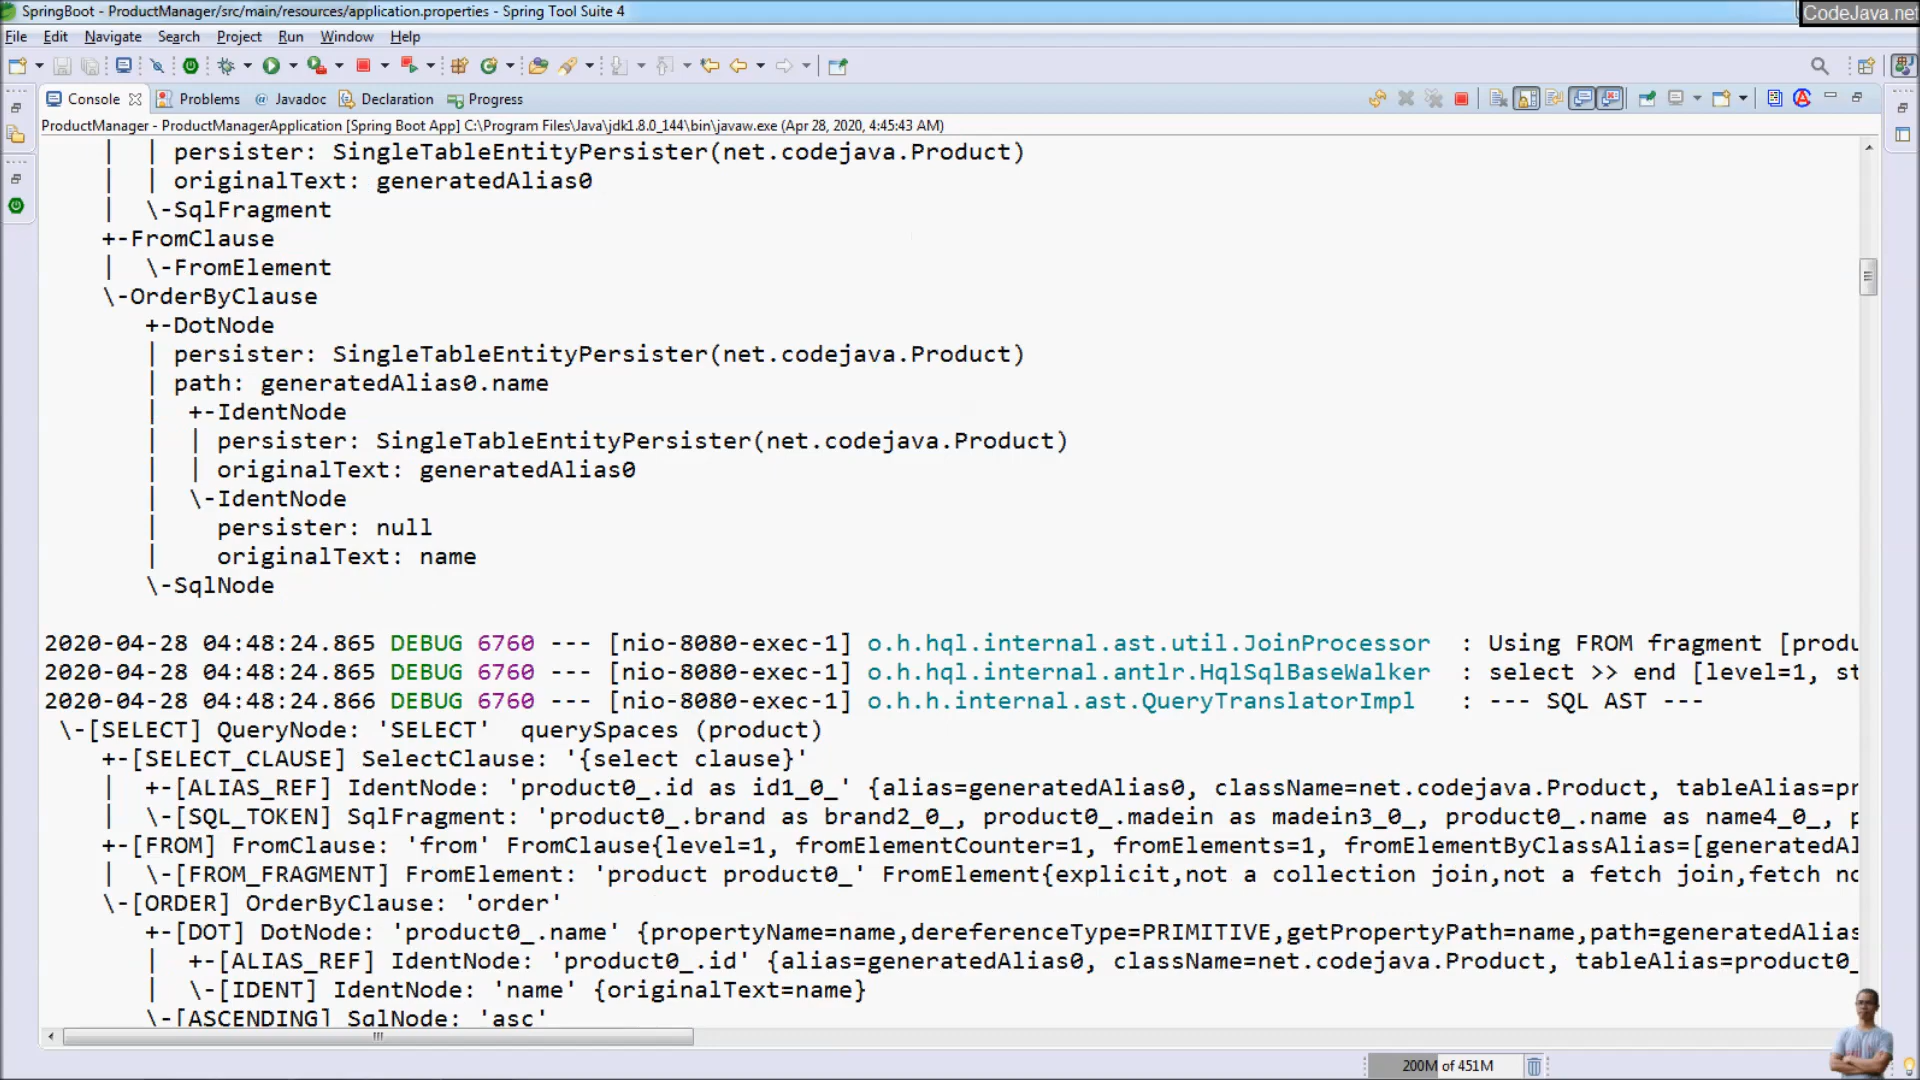 SpringBoot - ProductManager/src/main/resources/application.properties - Spring Tool Suite 4
CodeJava.net
File Edit Navigate Search Project Run Window Help
Console Problems @ Javadoc Declaration Progress
ProductManager - ProductManagerApplication [Spring Boot App] C:\Program Files\Java\jdk1.8.0_144\bin\javaw.exe (Apr 28, 2020, 4:45:43 AM)
| | persister: SingleTableEntityPersister(net.codejava.Product)
| | originalText: generatedAlias0
| \-SqlFragment
+-FromClause
| \-FromElement
\-OrderByClause
+-DotNode
| persister: SingleTableEntityPersister(net.codejava.Product)
| path: generatedAlias0.name
| +-IdentNode
| | persister: SingleTableEntityPersister(net.codejava.Product)
| | originalText: generatedAlias0
| \-IdentNode
| persister: null
| originalText: name
\-SqlNode
2020-04-28 04:48:24.865 DEBUG 6760 --- [nio-8080-exec-1] o.h.hql.internal.ast.util.JoinProcessor : Using FROM fragment [produ
2020-04-28 04:48:24.865 DEBUG 6760 --- [nio-8080-exec-1] o.h.hql.internal.antlr.HqlSqlBaseWalker : select >> end [level=1, st
2020-04-28 04:48:24.866 DEBUG 6760 --- [nio-8080-exec-1] o.h.h.internal.ast.QueryTranslatorImpl : --- SQL AST ---
\-[SELECT] QueryNode: 'SELECT' querySpaces (product)
+-[SELECT_CLAUSE] SelectClause: '{select clause}'
| +-[ALIAS_REF] IdentNode: 'product0_.id as id1_0_' {alias=generatedAlias0, className=net.codejava.Product, tableAlias=pr
| \-[SQL_TOKEN] SqlFragment: 'product0_.brand as brand2_0_, product0_.madein as madein3_0_, product0_.name as name4_0_, p
+-[FROM] FromClause: 'from' FromClause{level=1, fromElementCounter=1, fromElements=1, fromElementByClassAlias=[generatedAl
| \-[FROM_FRAGMENT] FromElement: 'product product0_' FromElement{explicit,not a collection join,not a fetch join,fetch no
\-[ORDER] OrderByClause: 'order'
+-[DOT] DotNode: 'product0_.name' {propertyName=name,dereferenceType=PRIMITIVE,getPropertyPath=name,path=generatedAlias
| +-[ALIAS_REF] IdentNode: 'product0_.id' {alias=generatedAlias0, className=net.codejava.Product, tableAlias=product0_
| \-[IDENT] IdentNode: 'name' {originalText=name}
\-[ASCENDING] SqlNode: 'asc'
200M of 451M